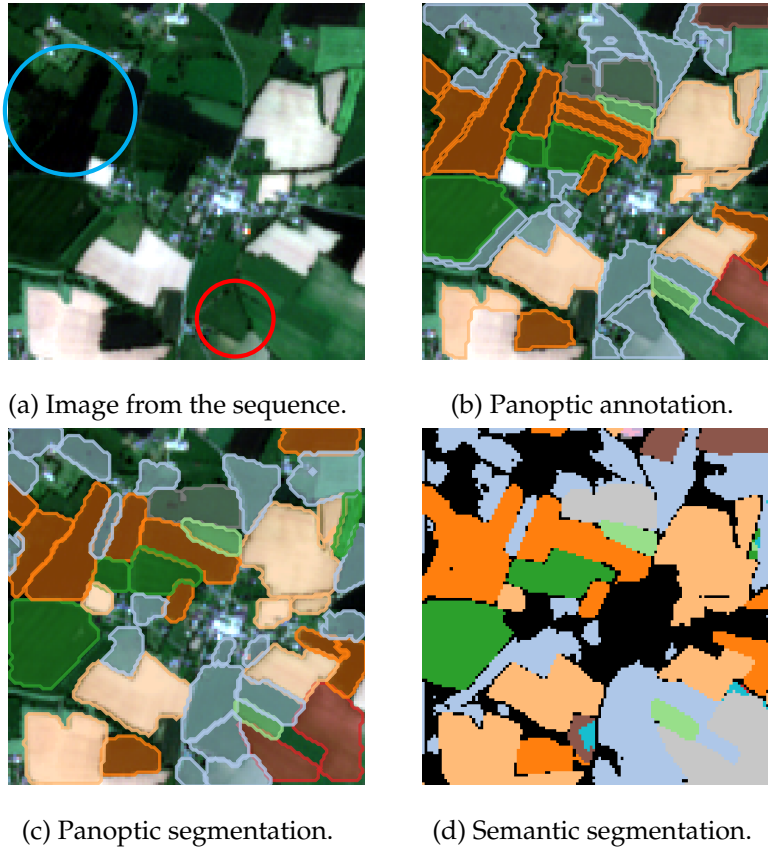 (a) Image from the sequence.
(b) Panoptic annotation.
(c) Panoptic segmentation.
(d) Semantic segmentation.